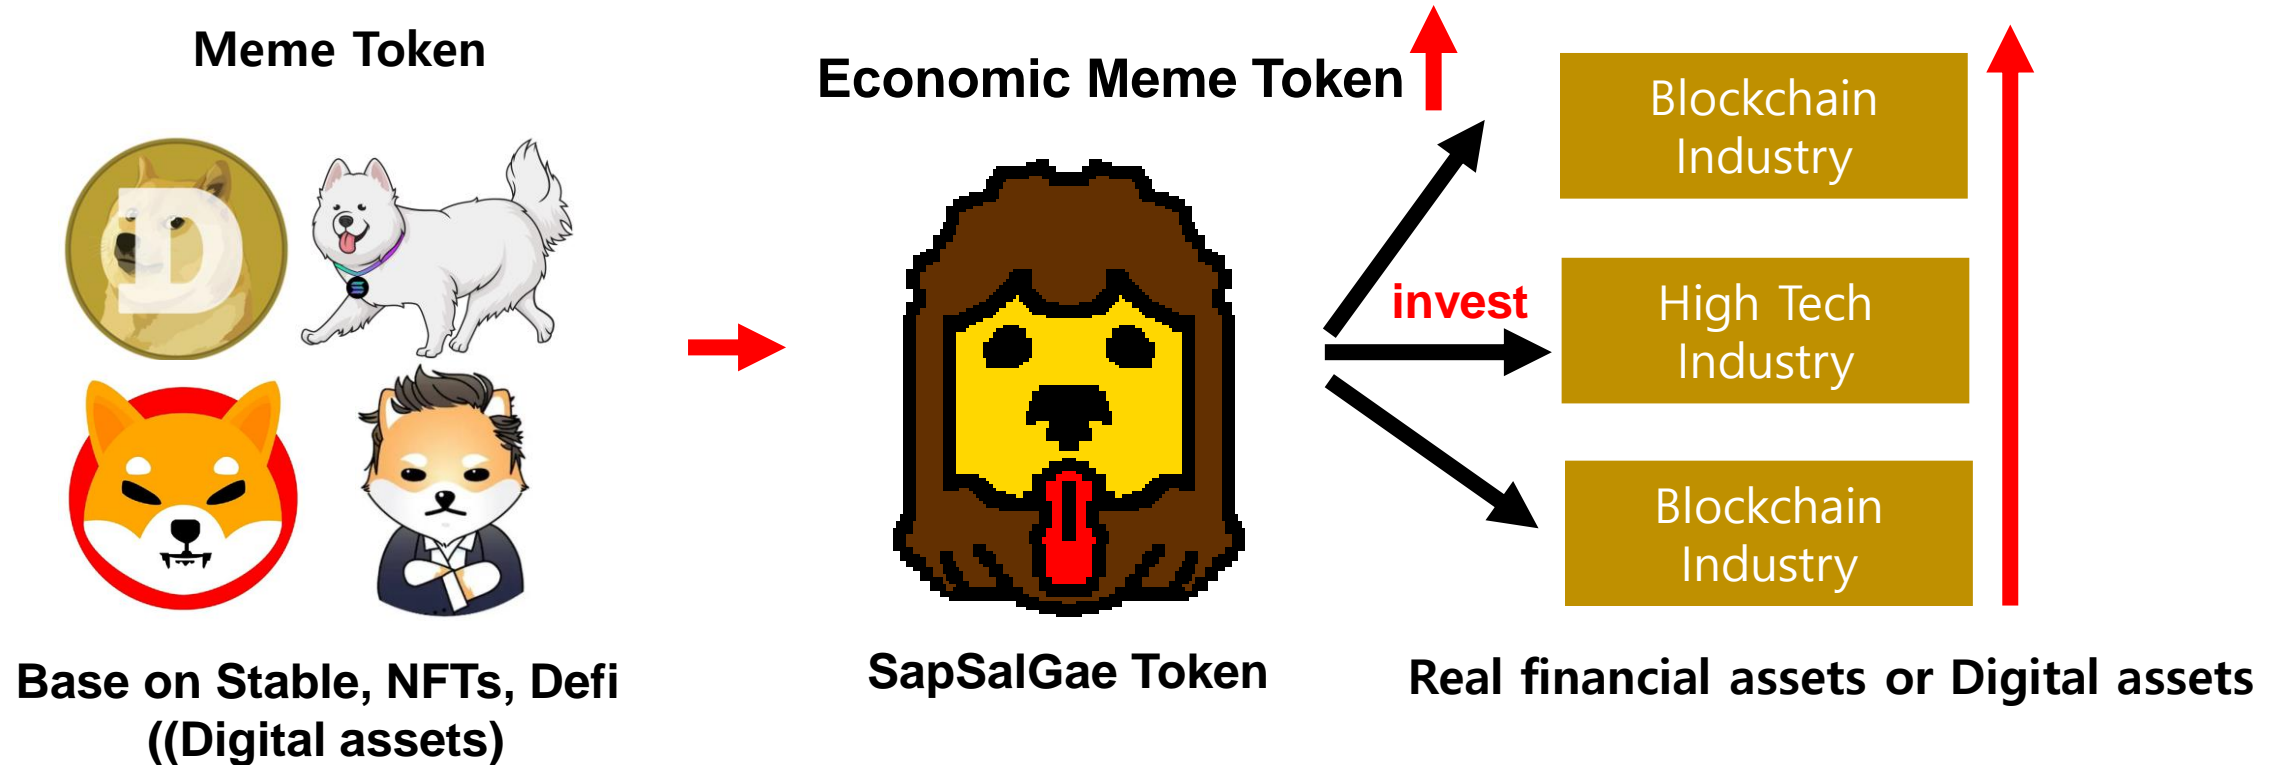 Meme Token
D
Base on Stable, NFTs, Defi
((Digital assets)
Economic Meme Token
SapSalGae Token
invest
Blockchain
Industry
High Tech
Industry
Blockchain
Industry
Real financial assets or Digital assets